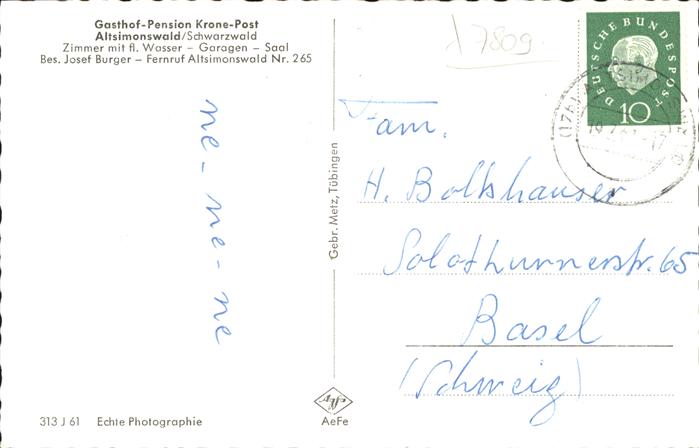 Gasthof-Pension Krone-Post
Altsimonswald/Schwarzwald
Zimmer mit fl. Wasser – Garagen – Saal
Bes. Josef Burger – Fernruf Altsimonswald Nr. 265
ne - ne - ne
313 J 61 Echte Photographie
Gebr. Metz, Tübingen
AeFe
17809
DEUTSCHE BUNDESPOST
10
Fam.
H. Bolkshauser
Solothurnerstr. 65
Basel
(Schweiz)